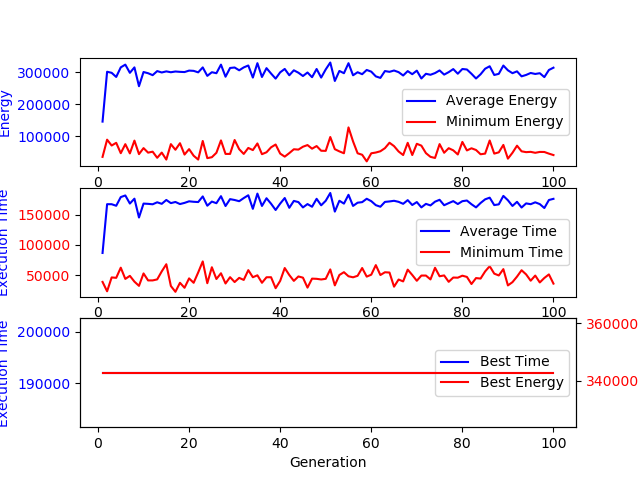 300000
200000
100000
Energy
Average Energy
Minimum Energy
0 20 40 60 80 100
150000
100000
50000
Execution Time
Average Time
Minimum Time
0 20 40 60 80 100
200000
190000
Execution Time
360000
340000
Best Time
Best Energy
0 20 40 60 80 100
Generation